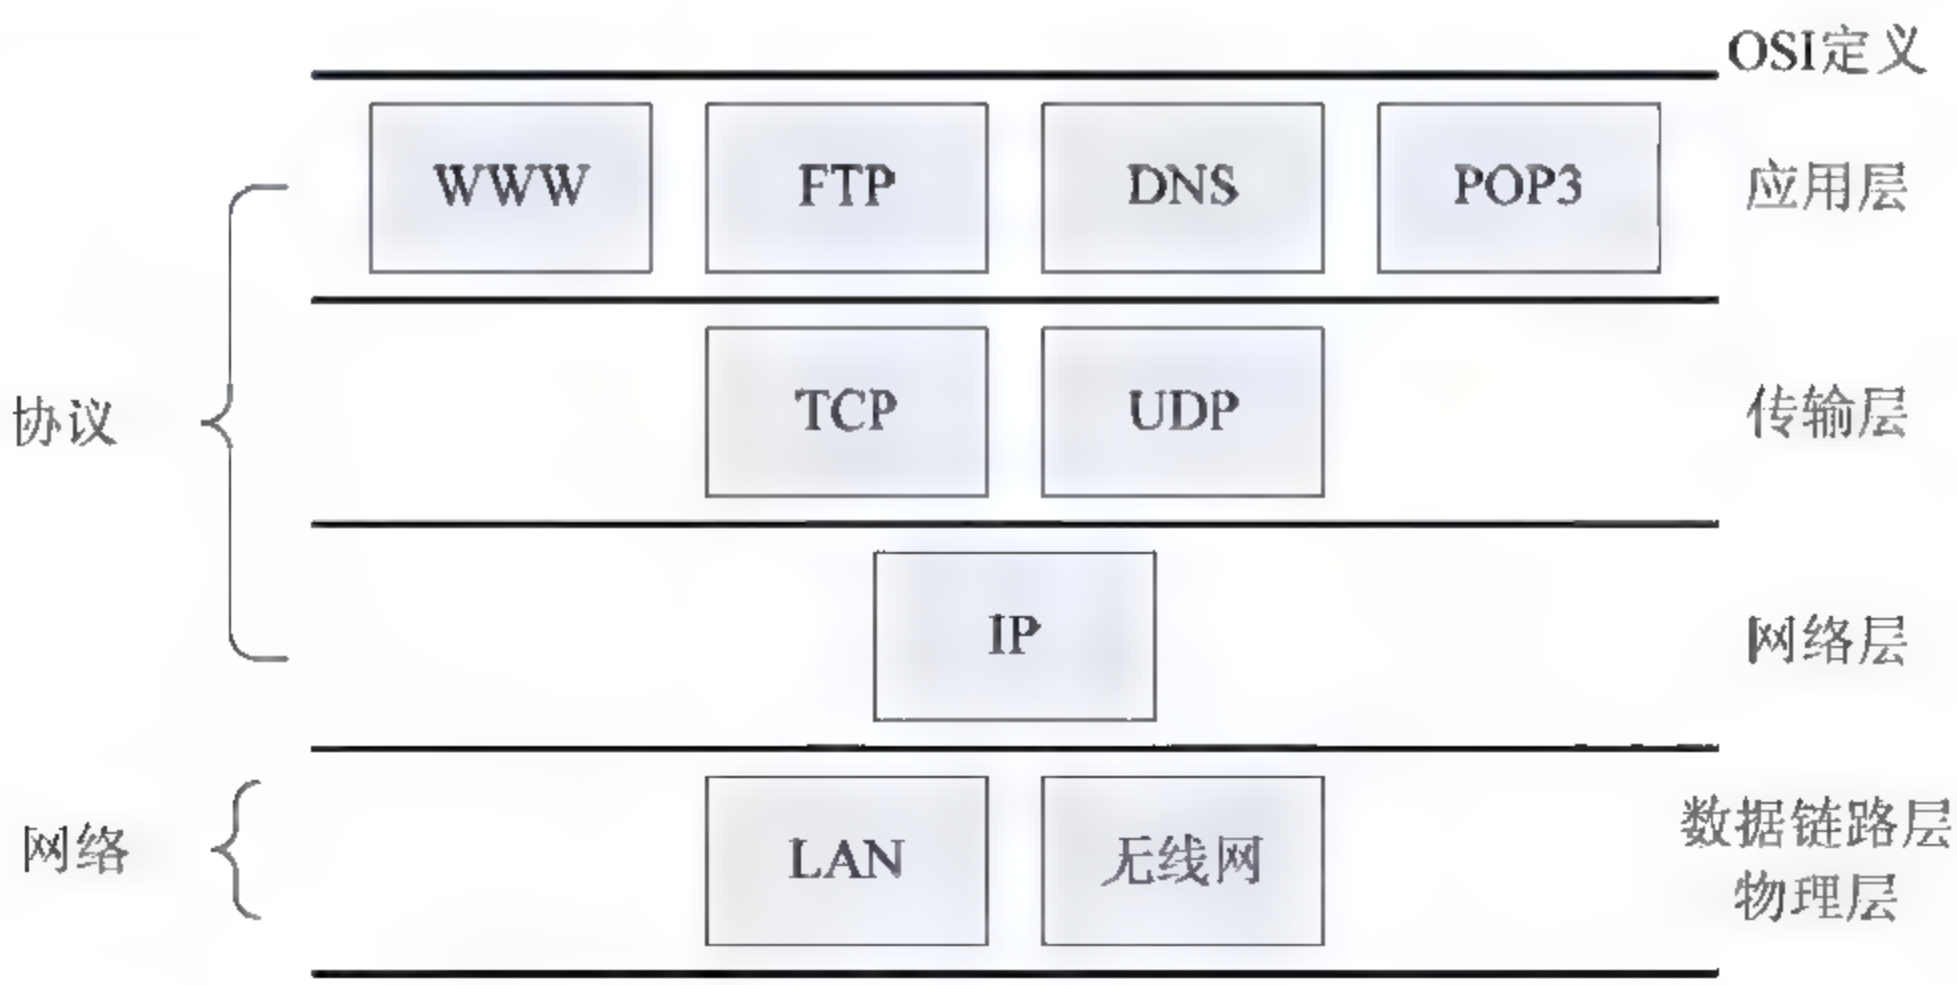 OSI定义
WWW FTP DNS POP3 应用层
协议 TCP UDP 传输层
IP 网络层
网络 LAN 无线网 数据链路层
物理层